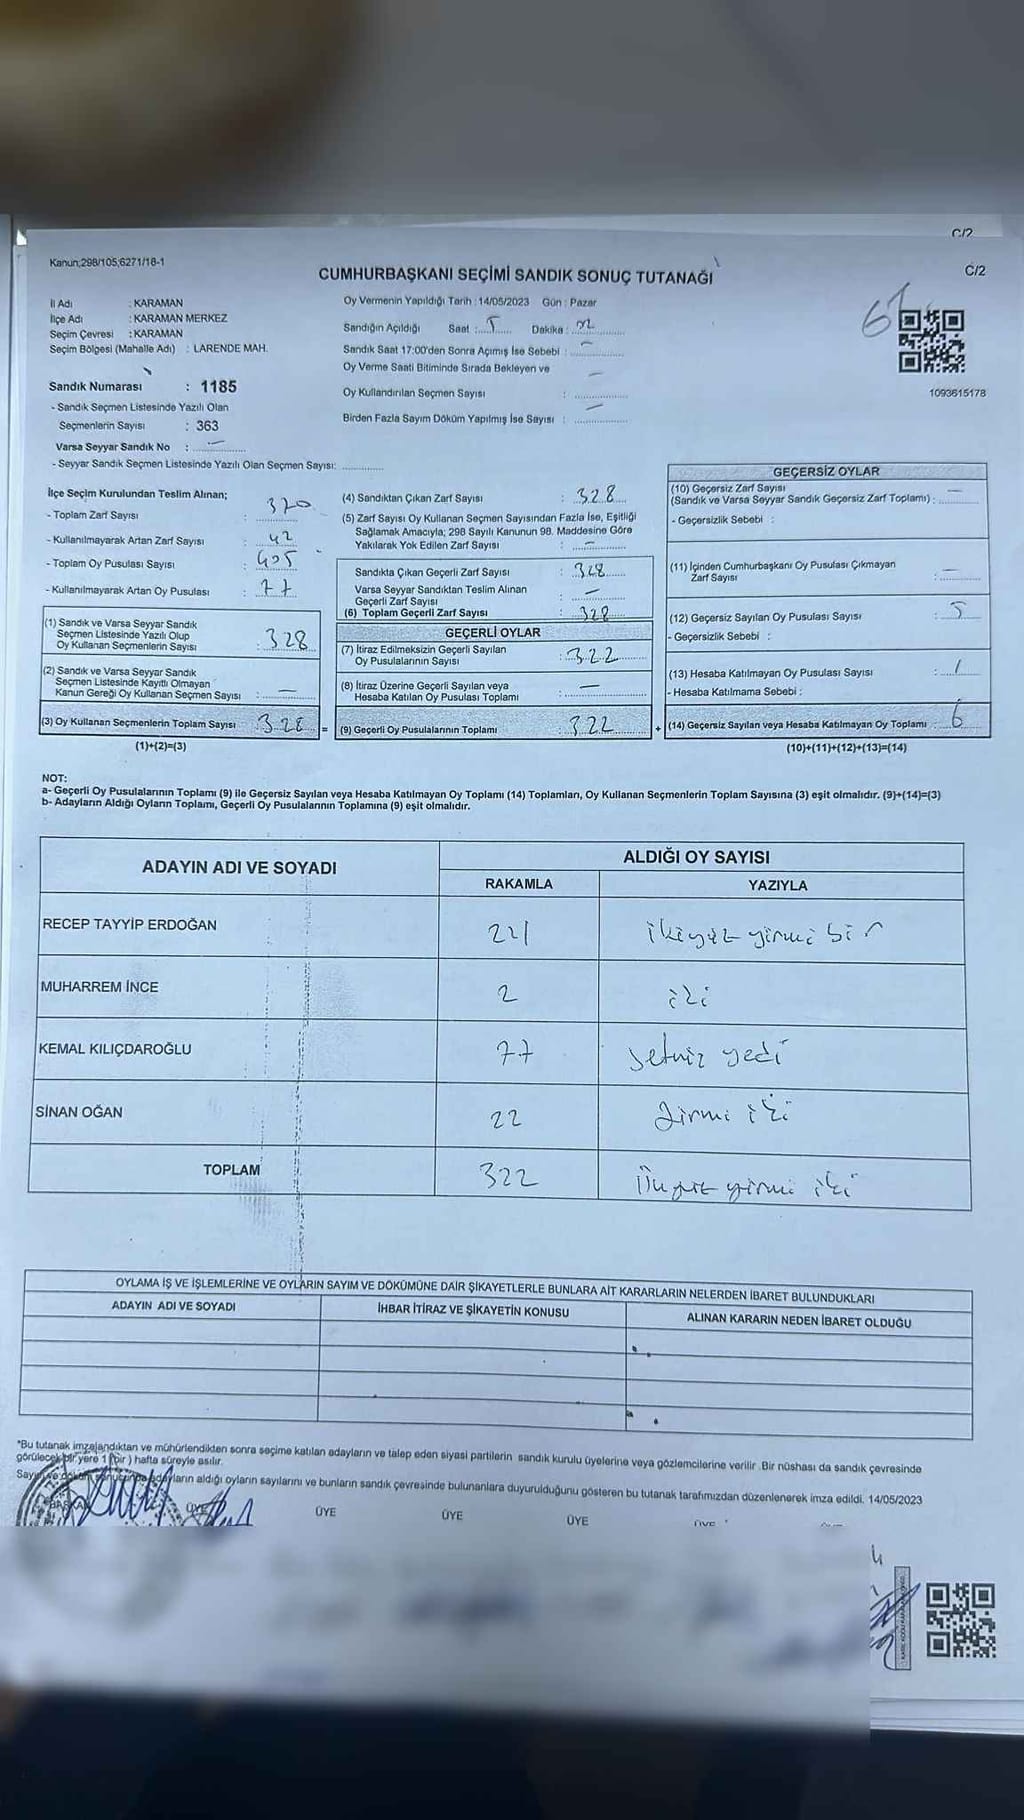 C/2
Kanun;298/105;6271/18-1
C/2
CUMHURBAŞKANI SEÇİMİ SANDIK SONUÇ TUTANAĞI
İl Adı : KARAMAN
İlçe Adı : KARAMAN MERKEZ
Seçim Çevresi : KARAMAN
Seçim Bölgesi (Mahalle Adı) : LARENDE MAH.
Oy Vermenin Yapıldığı Tarih : 14/05/2023 Gün : Pazar
Sandığın Açıldığı Saat : 5 Dakika :
Sandık Saat 17:00'den Sonra Açımış İse Sebebi : —
Oy Verme Saati Bitiminde Sırada Bekleyen ve
Oy Kullandırılan Seçmen Sayısı : —
Birden Fazla Sayım Döküm Yapılmış İse Sayısı : —
1093615178
Sandık Numarası : 1185
- Sandık Seçmen Listesinde Yazılı Olan
Seçmenlerin Sayısı : 363
Varsa Seyyar Sandık No : —
- Seyyar Sandık Seçmen Listesinde Yazılı Olan Seçmen Sayısı:
İlçe Seçim Kurulundan Teslim Alınan;
- Toplam Zarf Sayısı : 370
- Kullanılmayarak Artan Zarf Sayısı : 42
- Toplam Oy Pusulası Sayısı : 405
- Kullanılmayarak Artan Oy Pusulası : 77
(1) Sandık ve Varsa Seyyar Sandık
Seçmen Listesinde Yazılı Olup
Oy Kullanan Seçmenlerin Sayısı : 328
(2) Sandık ve Varsa Seyyar Sandık
Seçmen Listesinde Kayıtlı Olmayan
Kanun Gereği Oy Kullanan Seçmen Sayısı : —
(3) Oy Kullanan Seçmenlerin Toplam Sayısı 328 =
(1)+(2)=(3)
(4) Sandıktan Çıkan Zarf Sayısı : 328
(5) Zarf Sayısı Oy Kullanan Seçmen Sayısından Fazla İse, Eşitliği
Sağlamak Amacıyla; 298 Sayılı Kanunun 98. Maddesine Göre
Yakılarak Yok Edilen Zarf Sayısı : —
Sandıkta Çıkan Geçerli Zarf Sayısı : 328
Varsa Seyyar Sandıktan Teslim Alınan
Geçerli Zarf Sayısı : —
(6) Toplam Geçerli Zarf Sayısı : 328
GEÇERLİ OYLAR
(7) İtiraz Edilmeksizin Geçerli Sayılan
Oy Pusulalarının Sayısı : 322
(8) İtiraz Üzerine Geçerli Sayılan veya
Hesaba Katılan Oy Pusulası Toplamı : —
(9) Geçerli Oy Pusulalarının Toplamı : 322 +
GEÇERSİZ OYLAR
(10) Geçersiz Zarf Sayısı
(Sandık ve Varsa Seyyar Sandık Geçersiz Zarf Toplamı) : —
- Geçersizlik Sebebi :
(11) İçinden Cumhurbaşkanı Oy Pusulası Çıkmayan
Zarf Sayısı : —
(12) Geçersiz Sayılan Oy Pusulası Sayısı : 5
- Geçersizlik Sebebi :
(13) Hesaba Katılmayan Oy Pusulası Sayısı : 1
- Hesaba Katılmama Sebebi :
(14) Geçersiz Sayılan veya Hesaba Katılmayan Oy Toplamı : 6
(10)+(11)+(12)+(13)=(14)
NOT:
a- Geçerli Oy Pusulalarının Toplamı (9) ile Geçersiz Sayılan veya Hesaba Katılmayan Oy Toplamı (14) Toplamları, Oy Kullanan Seçmenlerin Toplam Sayısına (3) eşit olmalıdır. (9)+(14)=(3)
b- Adayların Aldığı Oyların Toplamı, Geçerli Oy Pusulalarının Toplamına (9) eşit olmalıdır.
ADAYIN ADI VE SOYADI ALDIĞI OY SAYISI
RAKAMLA YAZIYLA
RECEP TAYYİP ERDOĞAN 221 ikiyüz yirmi bir
MUHARREM İNCE 2 iki
KEMAL KILIÇDAROĞLU 77 yedi
SİNAN OĞAN 22 yirmi iki
TOPLAM 322 üçyüz yirmi iki
OYLAMA İŞ VE İŞLEMLERİNE VE OYLARIN SAYIM VE DÖKÜMÜNE DAİR ŞİKAYETLERLE BUNLARA AİT KARARLARIN NELERDEN İBARET BULUNDUKLARI
ADAYIN ADI VE SOYADI İHBAR İTİRAZ VE ŞİKAYETİN KONUSU ALINAN KARARIN NEDEN İBARET OLDUĞU
*Bu tutanak imzalandıktan ve mühürlendikten sonra seçime katılan adayların ve talep eden siyasi partilerin sandık kurulu üyelerine veya gözlemcilerine verilir .Bir nüshası da sandık çevresinde
görülecek bir yere 1 (bir ) hafta süreyle asılır.
Sayım ve döküm sonucunda adayların aldığı oyların sayılarını ve bunların sandık çevresinde bulunanlara duyurulduğunu gösteren bu tutanak tarafımızdan düzenlenerek imza edildi. 14/05/2023
BAŞKAN ÜYE ÜYE ÜYE ÜYE